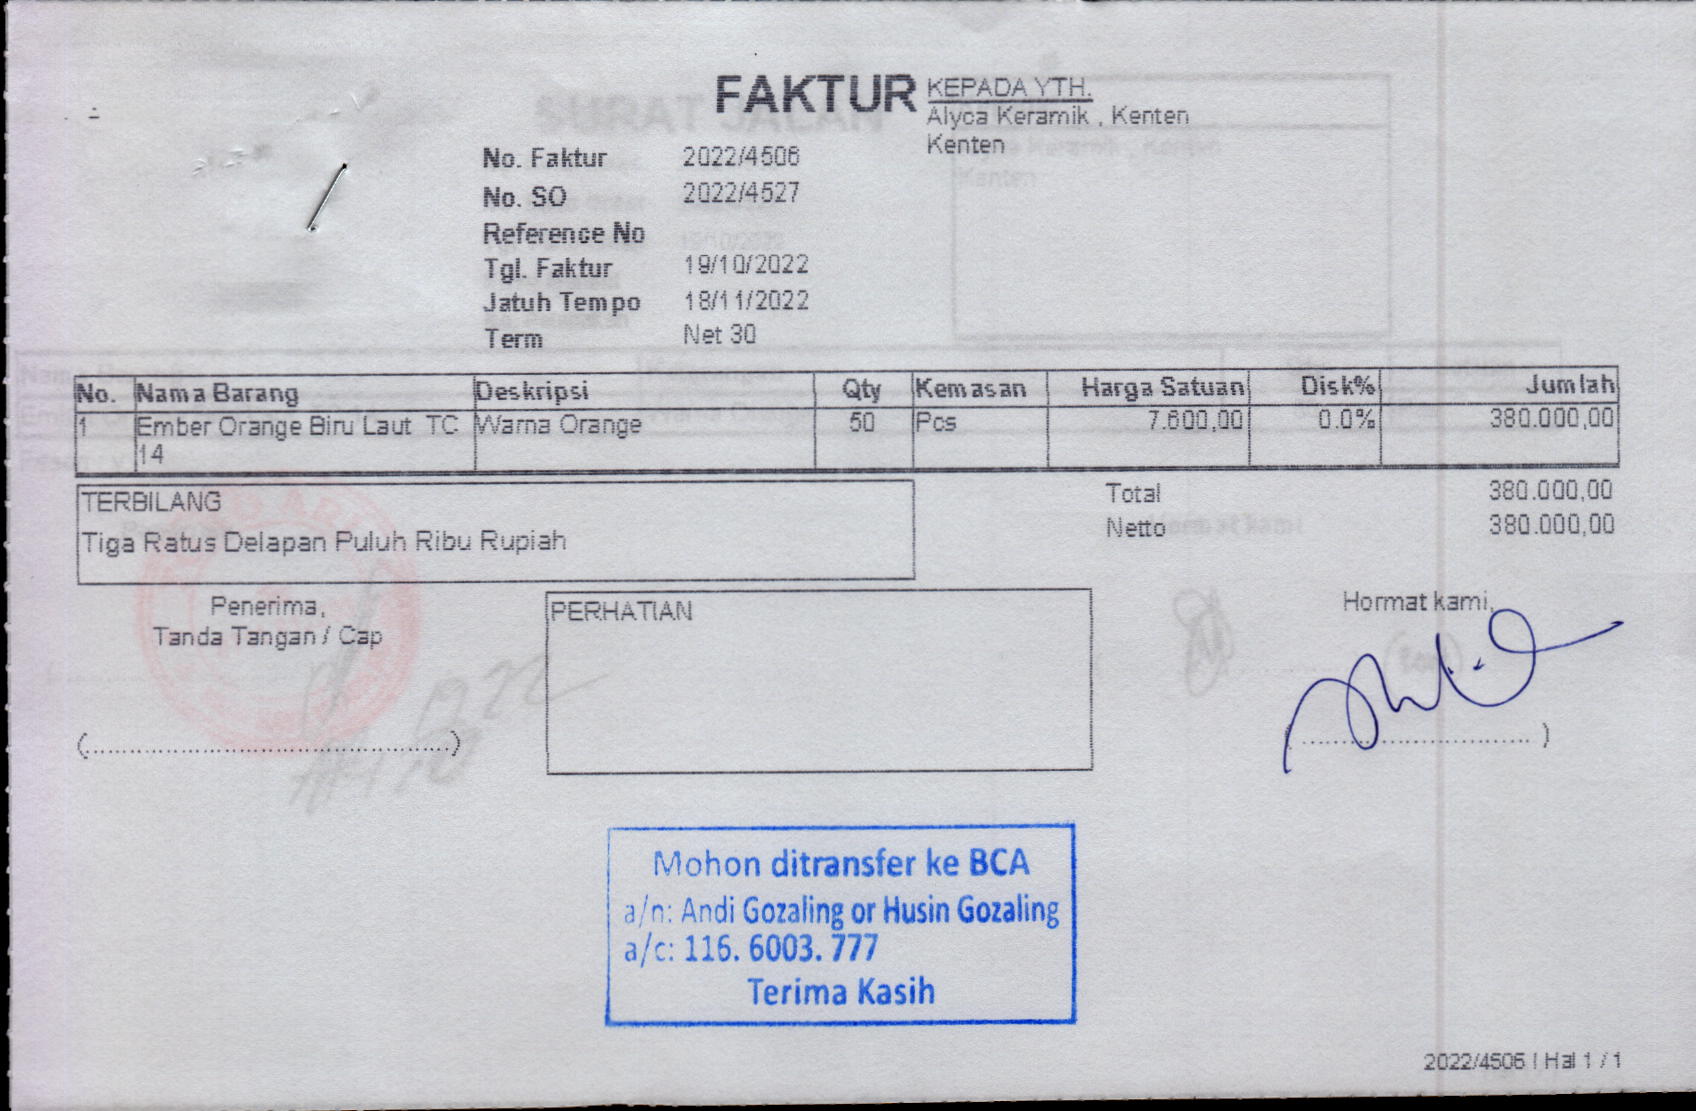 FAKTUR
KEPADA YTH.
Alyca Keramik , Kenten
Kenten
No. Faktur 2022/4506
No. SO 2022/4527
Reference No
Tgl. Faktur 19/10/2022
Jatuh Tempo 18/11/2022
Term Net 30
No. Nama Barang Deskripsi Qty Kemasan Harga Satuan Disk% Jumlah
1 Ember Orange Biru Laut TC Warna Orange 50 Pcs 7.600,00 0.0% 380.000,00
14
TERBILANG
Tiga Ratus Delapan Puluh Ribu Rupiah
Total 380.000,00
Netto 380.000,00
Penerima,
Tanda Tangan / Cap
PERHATIAN
Hormat kami,
Mohon ditransfer ke BCA
a/n: Andi Gozaling or Husin Gozaling
a/c: 116. 6003. 777
Terima Kasih
2022/4506 | Hal 1 / 1